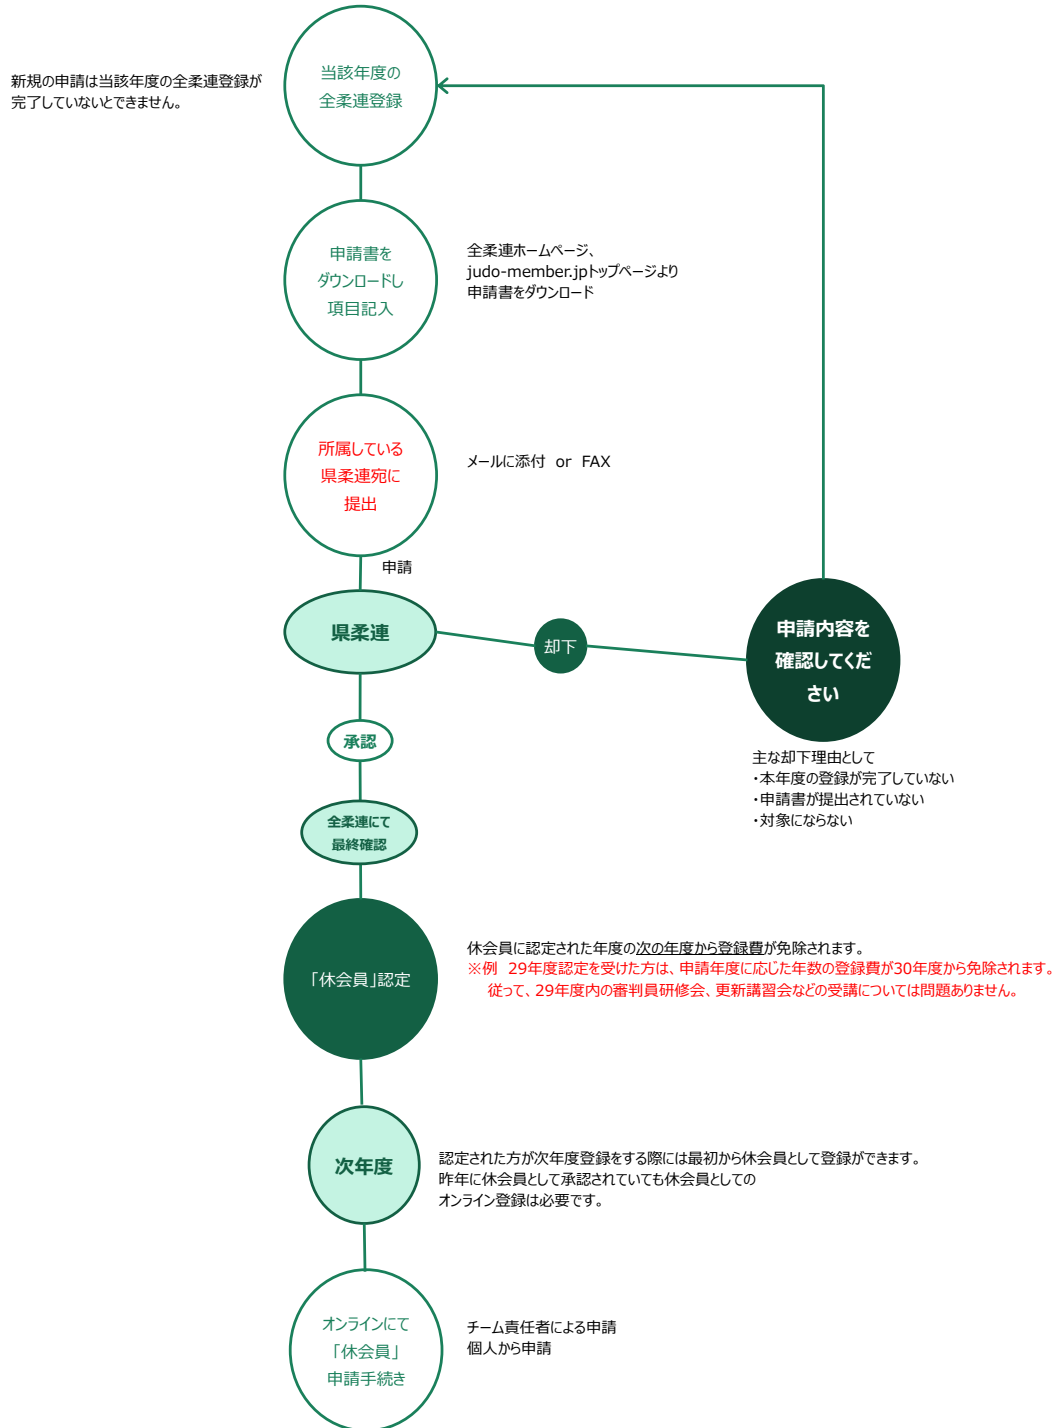 新規の申請は当該年度の全柔連登録が
完了していないとできません。
当該年度の
全柔連登録
申請書を
ダウンロードし
項目記入
全柔連ホームページ、
judo-member.jpトップページより
申請書をダウンロード
所属している
県柔連宛に
提出
メールに添付 or FAX
申請
県柔連
却下
申請内容を
確認してくだ
さい
主な却下理由として
・本年度の登録が完了していない
・申請書が提出されていない
・対象にならない
承認
全柔連にて
最終確認
「休会員」認定
休会員に認定された年度の次の年度から登録費が免除されます。
※例 29年度認定を受けた方は、申請年度に応じた年数の登録費が30年度から免除されます。
従って、29年度内の審判員研修会、更新講習会などの受講については問題ありません。
次年度
認定された方が次年度登録をする際には最初から休会員として登録ができます。
昨年に休会員として承認されていても休会員としての
オンライン登録は必要です。
オンラインにて
「休会員」
申請手続き
チーム責任者による申請
個人から申請